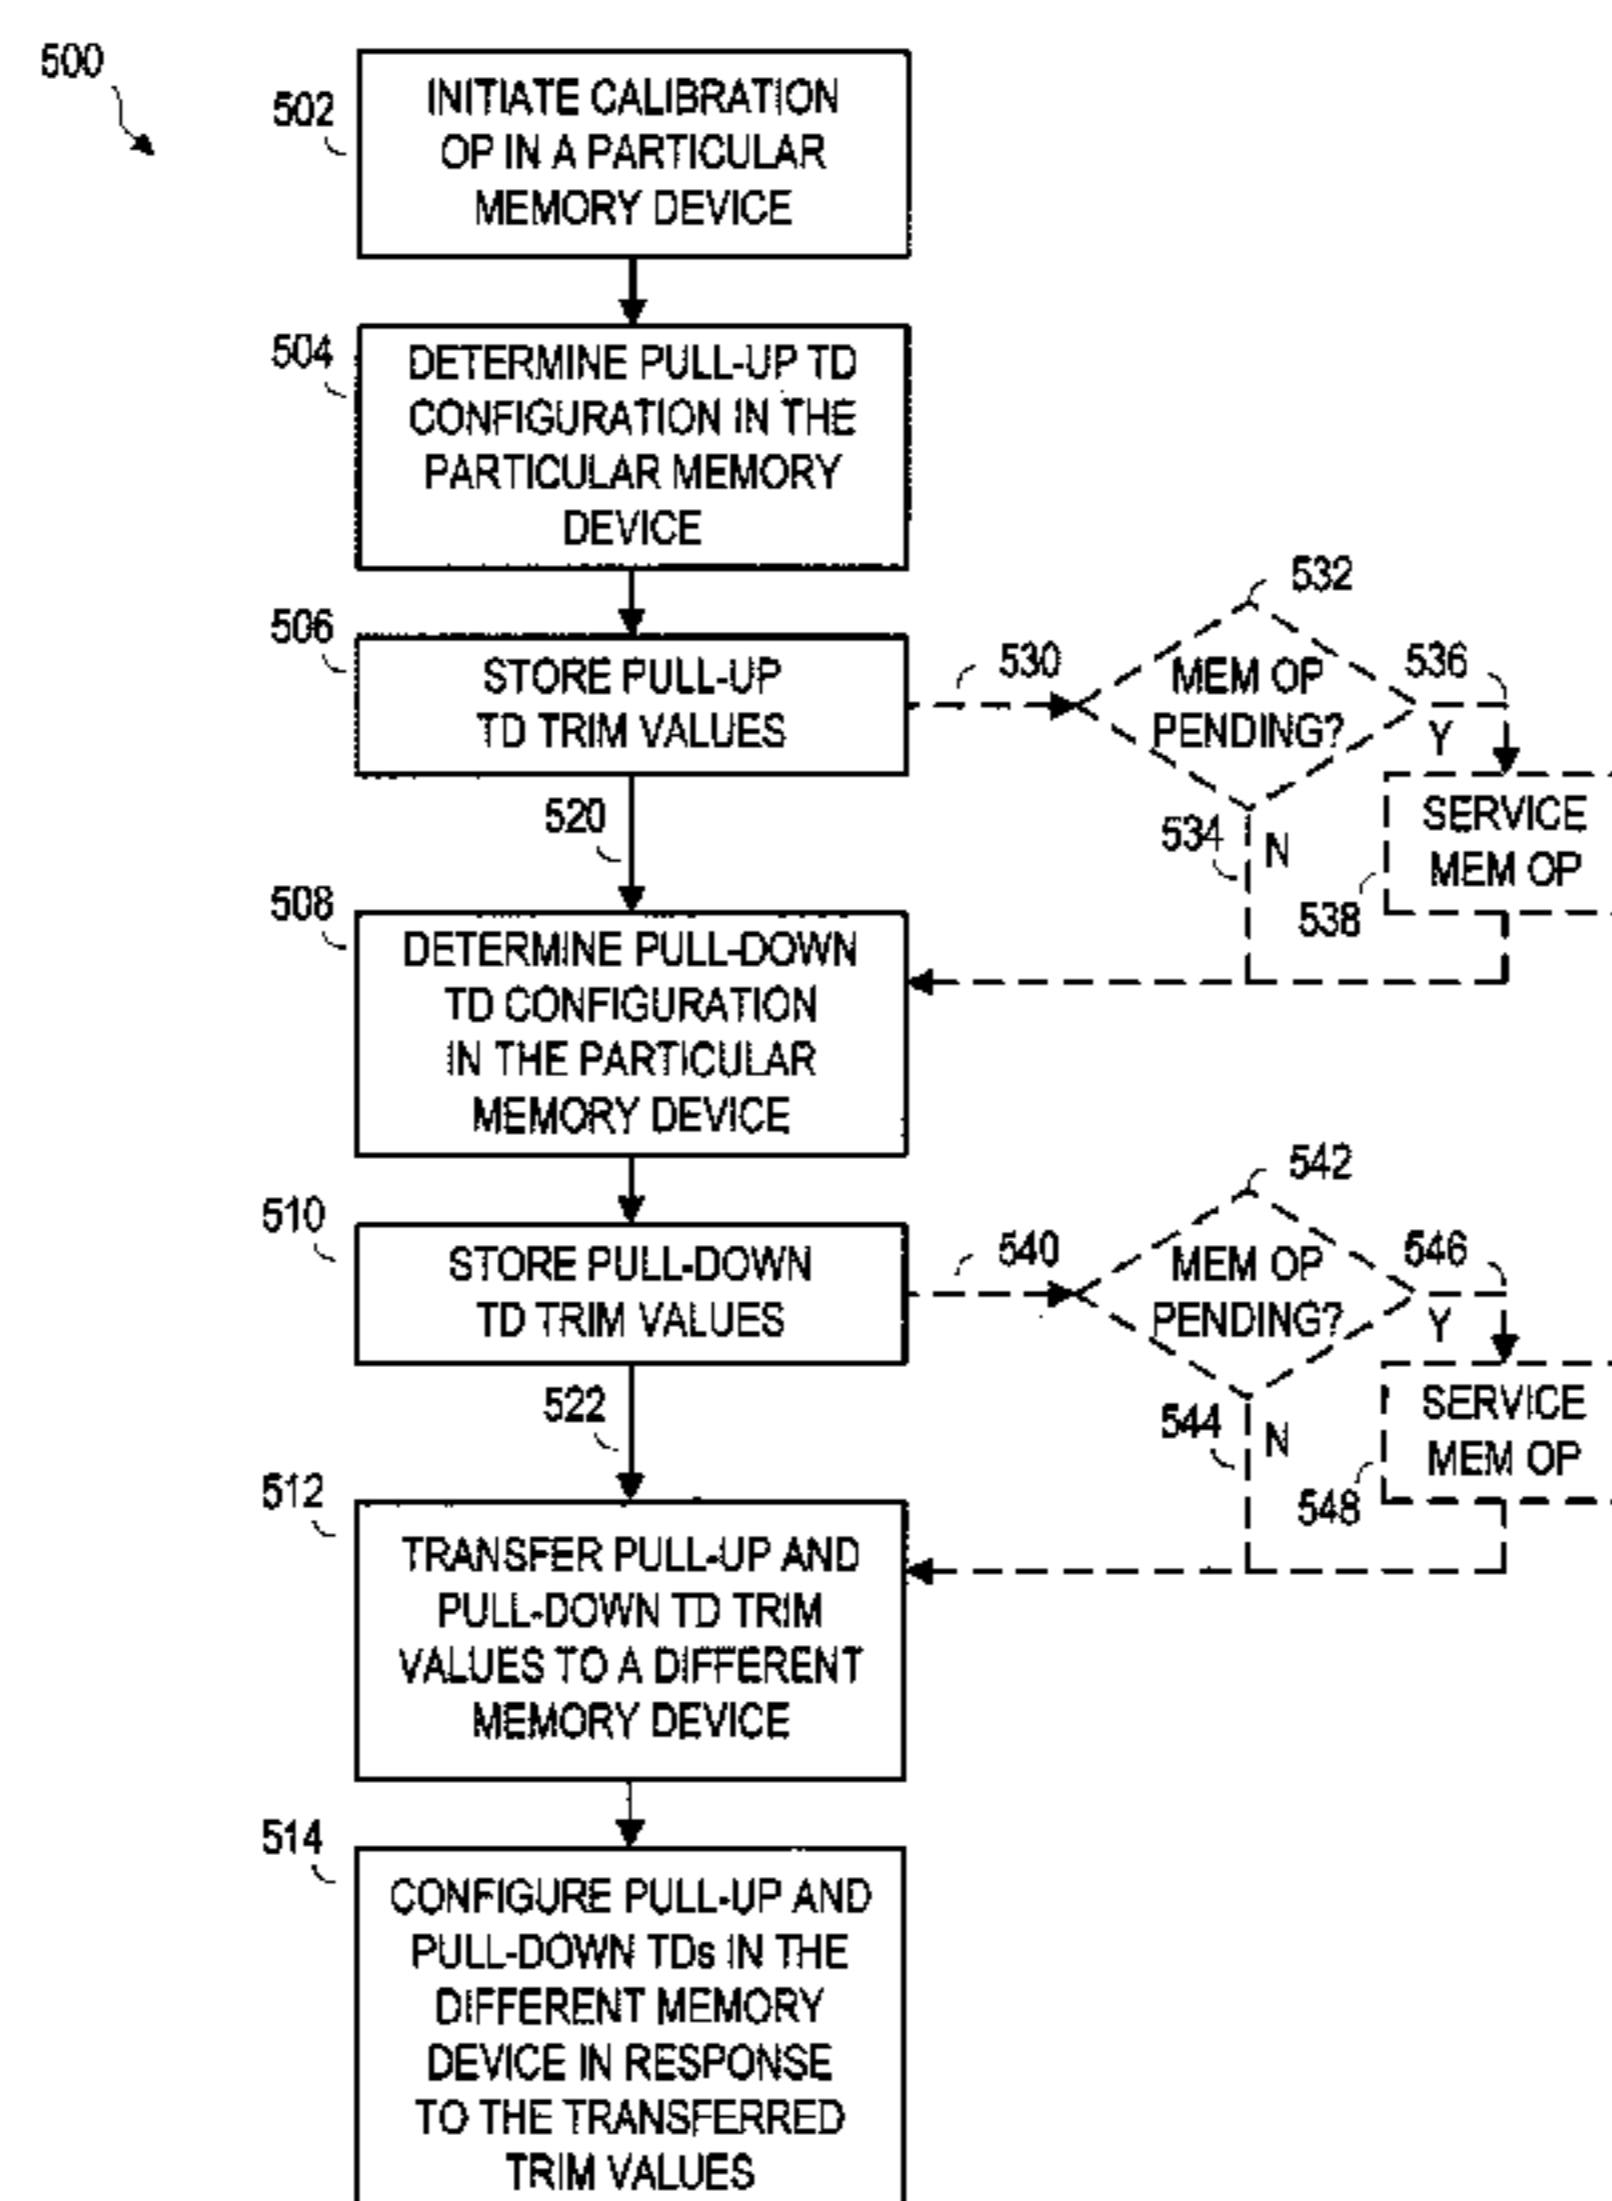 500
502
INITIATE CALIBRATION
OP IN A PARTICULAR
MEMORY DEVICE
504
DETERMINE PULL-UP TD
CONFIGURATION IN THE
PARTICULAR MEMORY
DEVICE
506
STORE PULL-UP
TD TRIM VALUES
530
532
MEM OP
PENDING?
536
Y
534
N
SERVICE
MEM OP
538
520
508
DETERMINE PULL-DOWN
TD CONFIGURATION
IN THE PARTICULAR
MEMORY DEVICE
510
STORE PULL-DOWN
TD TRIM VALUES
540
542
MEM OP
PENDING?
546
Y
544
N
SERVICE
MEM OP
548
522
512
TRANSFER PULL-UP AND
PULL-DOWN TD TRIM
VALUES TO A DIFFERENT
MEMORY DEVICE
514
CONFIGURE PULL-UP AND
PULL-DOWN TDs IN THE
DIFFERENT MEMORY
DEVICE IN RESPONSE
TO THE TRANSFERRED
TRIM VALUES